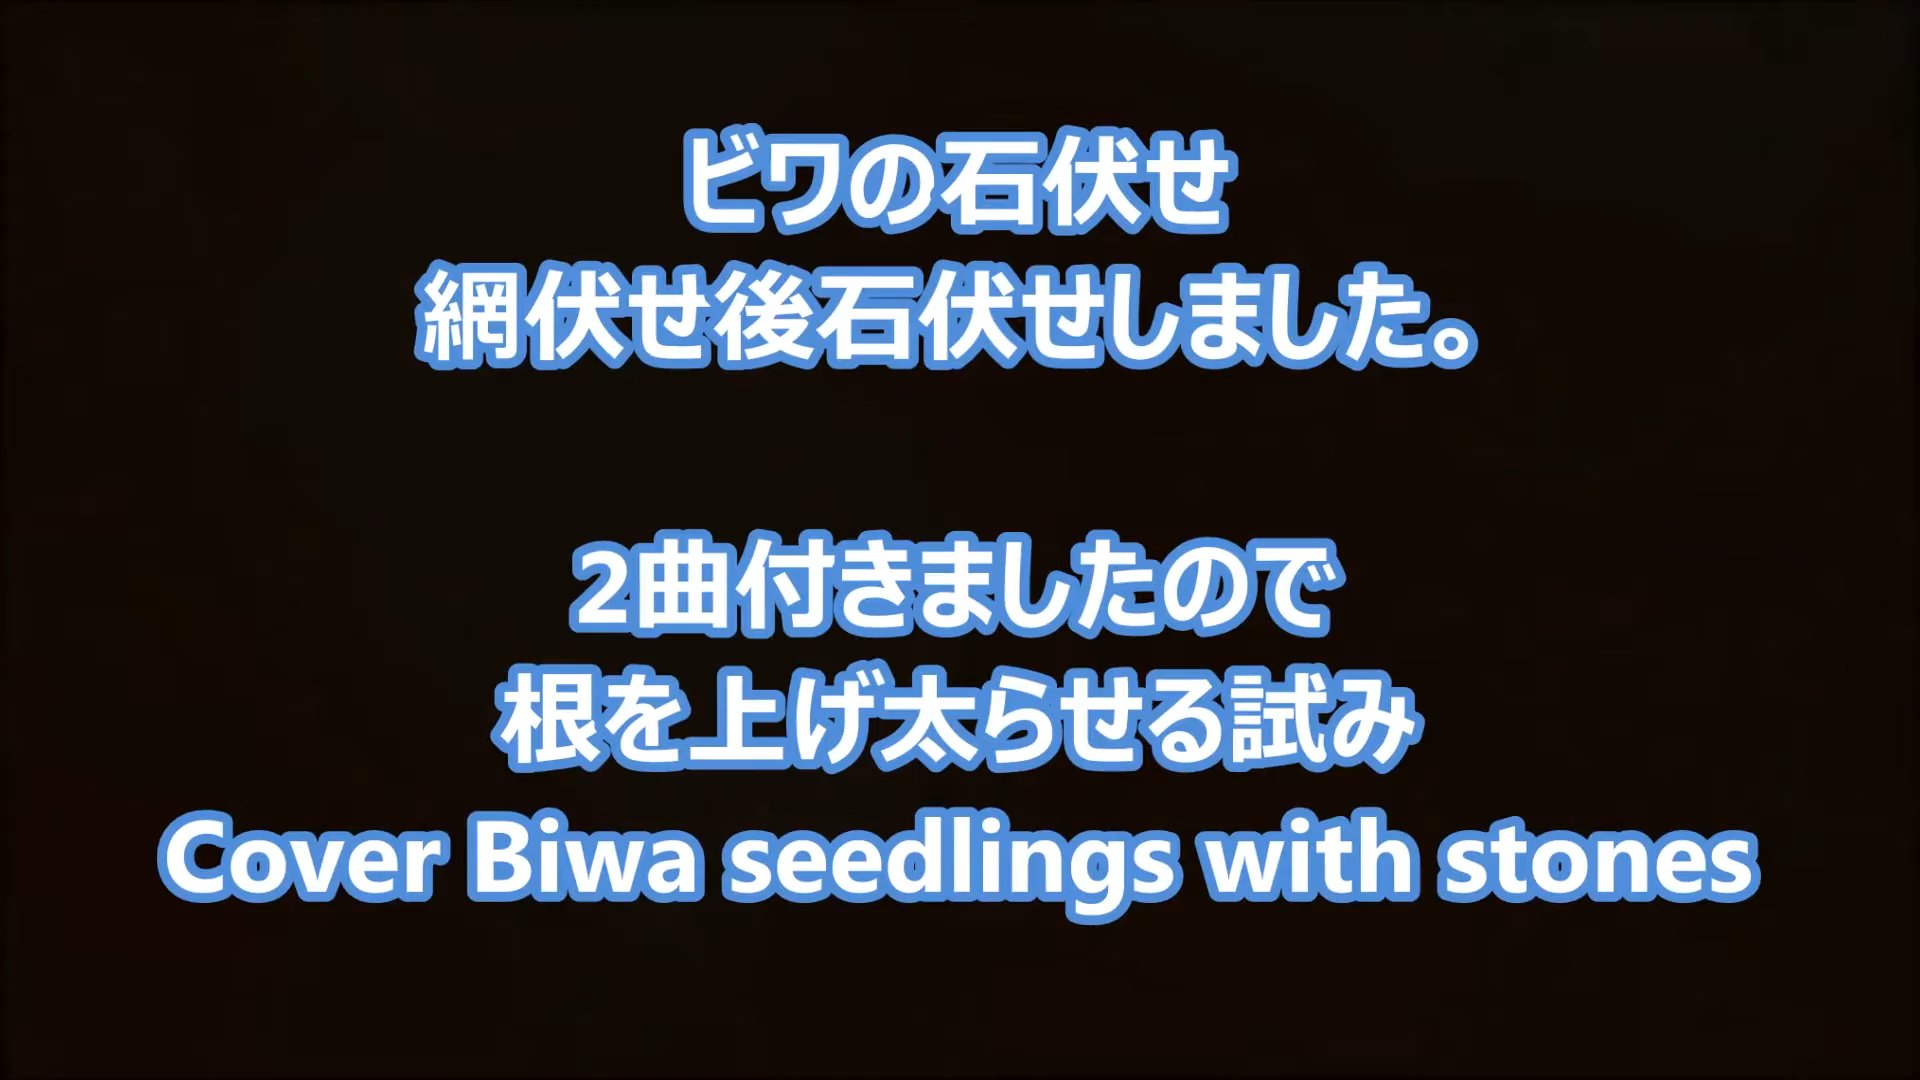 ビワの石伏せ
網伏せ後石伏せしました。
2曲付きましたので
根を上げ太らせる試み
Cover Biwa seedlings with stones